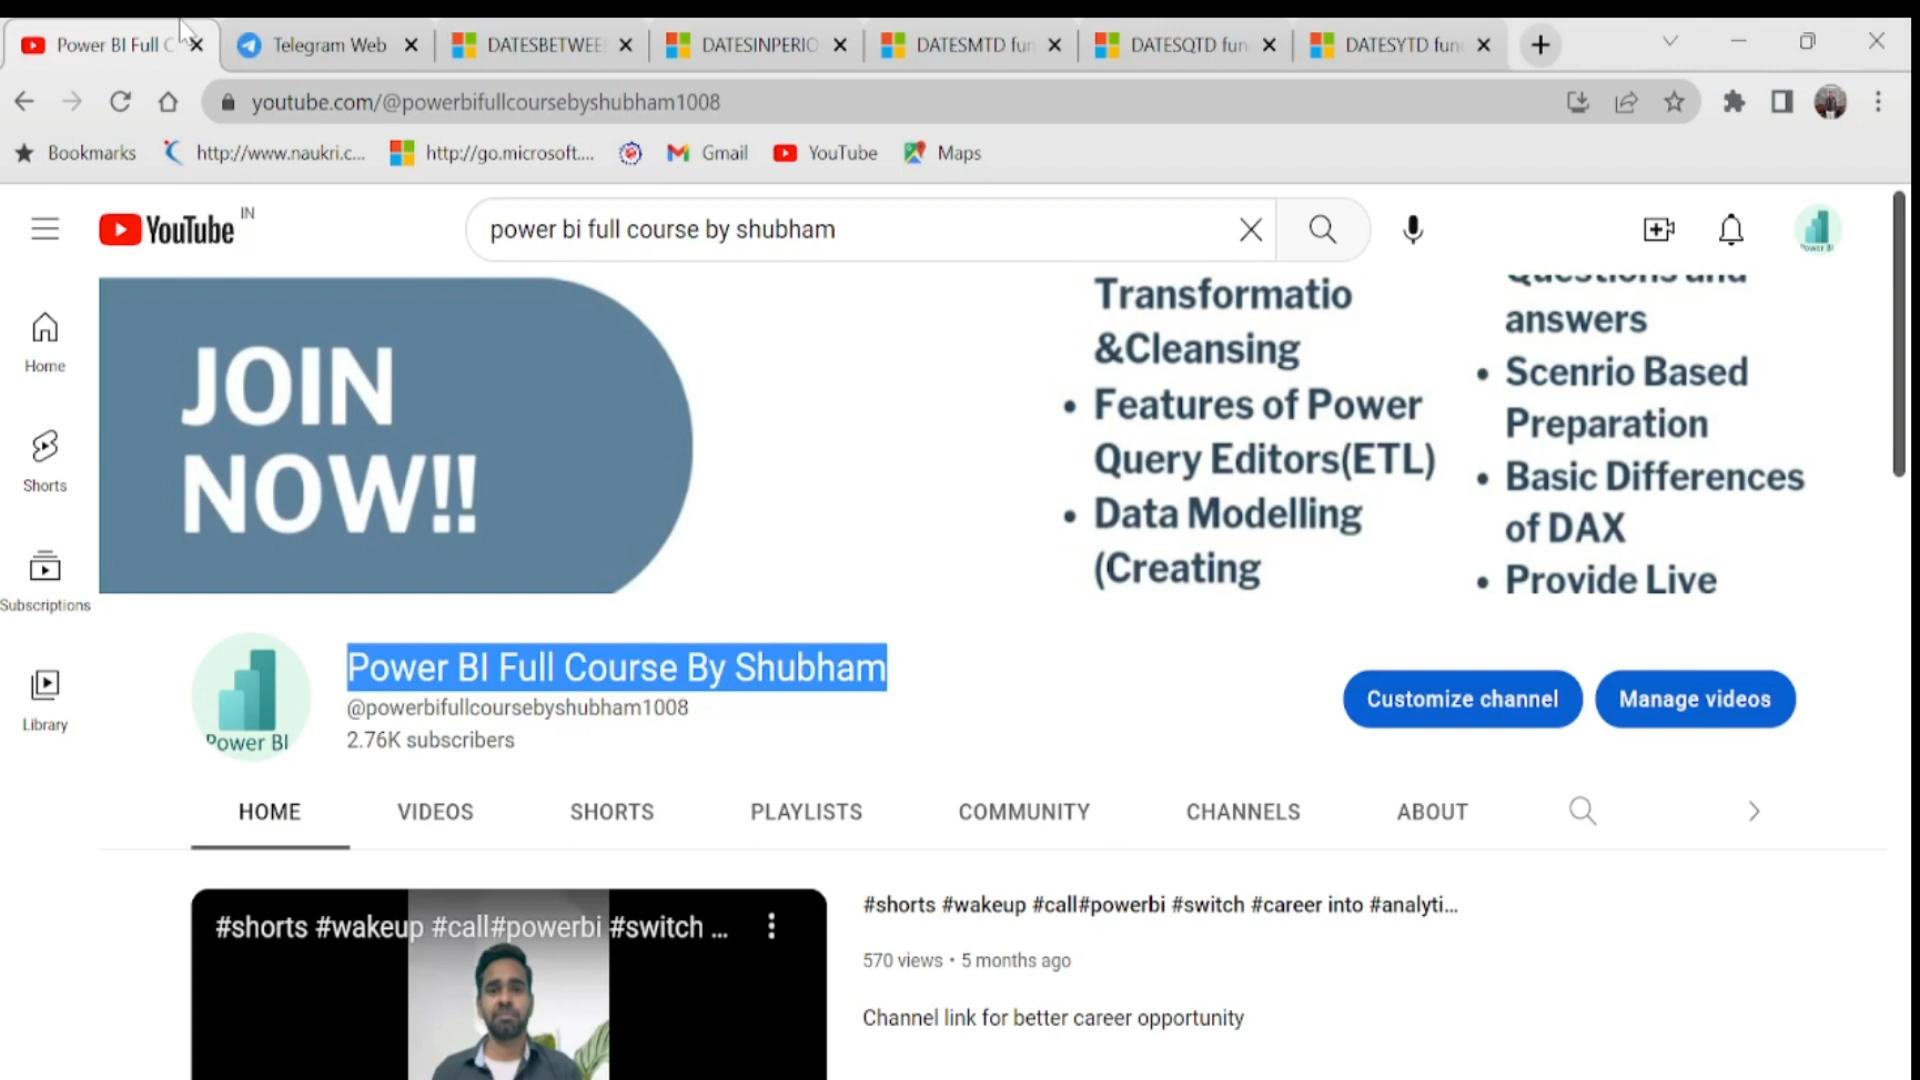 Power BI Full C
Telegram Web
DATESBETWEE
DATESINPERIO
DATESMTD fun
DATESQTD fun
DATESYTD func
youtube.com/@powerbifullcoursebyshubham1008
Bookmarks
http://www.naukri.c...
http://go.microsoft....
Gmail
YouTube
Maps
YouTube IN
power bi full course by shubham
Power BI
Home
Shorts
Subscriptions
Library
JOIN
NOW!!
Transformatio
&Cleansing
• Features of Power
Query Editors(ETL)
• Data Modelling
(Creating
Questions and
answers
• Scenrio Based
Preparation
• Basic Differences
of DAX
• Provide Live
Power BI
Power BI Full Course By Shubham
@powerbifullcoursebyshubham1008
2.76K subscribers
Customize channel
Manage videos
HOME
VIDEOS
SHORTS
PLAYLISTS
COMMUNITY
CHANNELS
ABOUT
#shorts #wakeup #call#powerbi #switch ...
#shorts #wakeup #call#powerbi #switch #career into #analyti...
570 views • 5 months ago
Channel link for better career opportunity